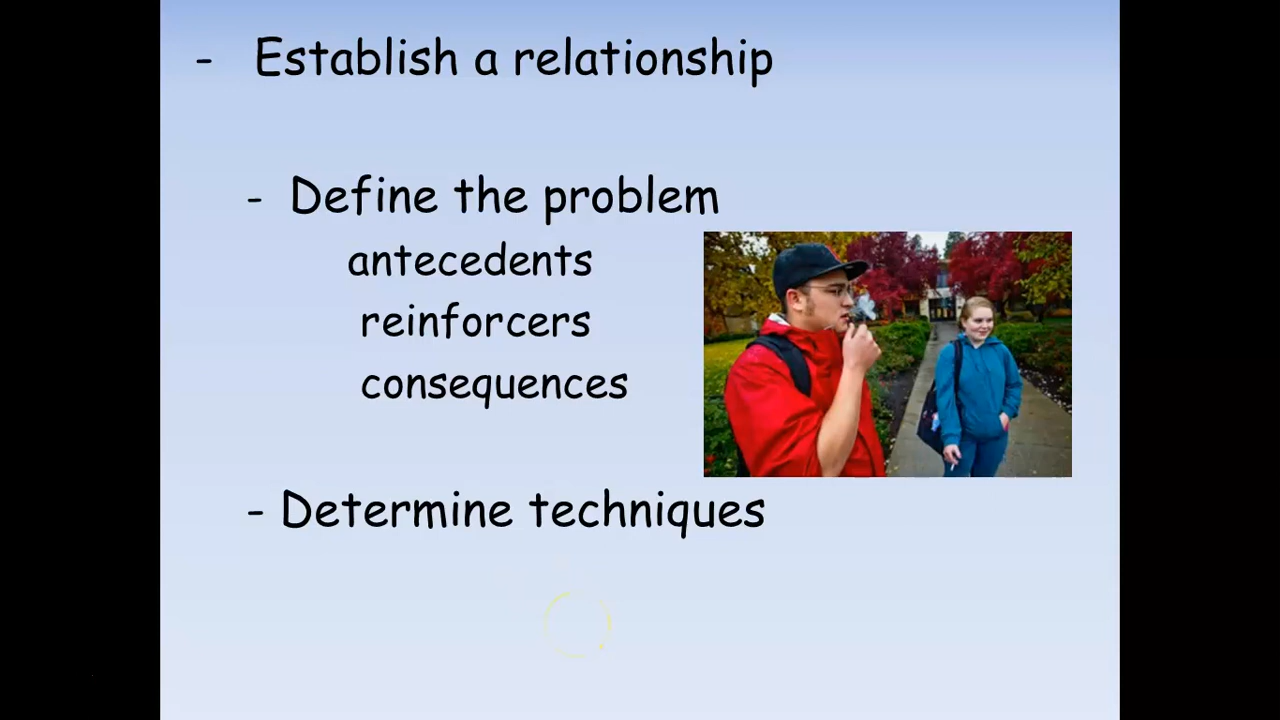 - Establish a relationship
- Define the problem
antecedents
reinforcers
consequences
- Determine techniques